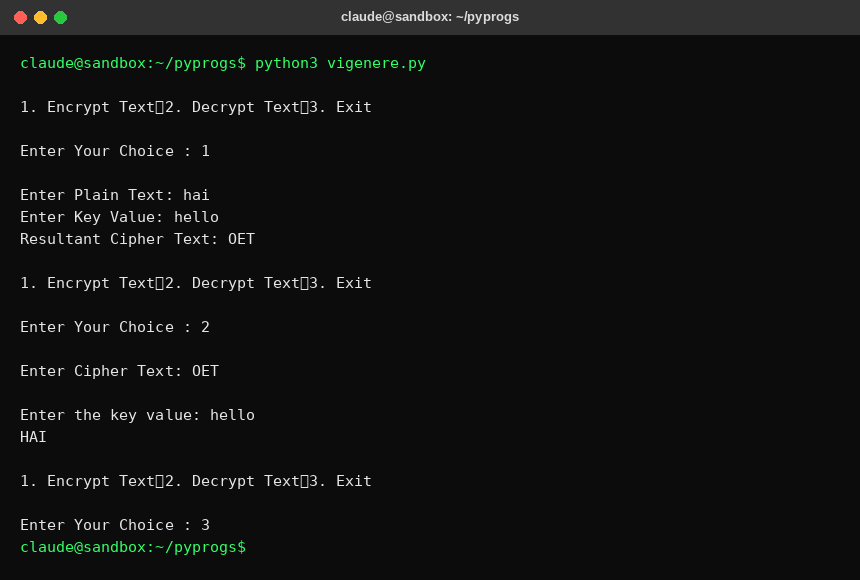 claude@sandbox: ~/pyprogs
claude@sandbox:~/pyprogs$ python3 vigenere.py
1. Encrypt Text▯2. Decrypt Text▯3. Exit
Enter Your Choice : 1
Enter Plain Text: hai
Enter Key Value: hello
Resultant Cipher Text: OET
1. Encrypt Text▯2. Decrypt Text▯3. Exit
Enter Your Choice : 2
Enter Cipher Text: OET
Enter the key value: hello
HAI
1. Encrypt Text▯2. Decrypt Text▯3. Exit
Enter Your Choice : 3
claude@sandbox:~/pyprogs$